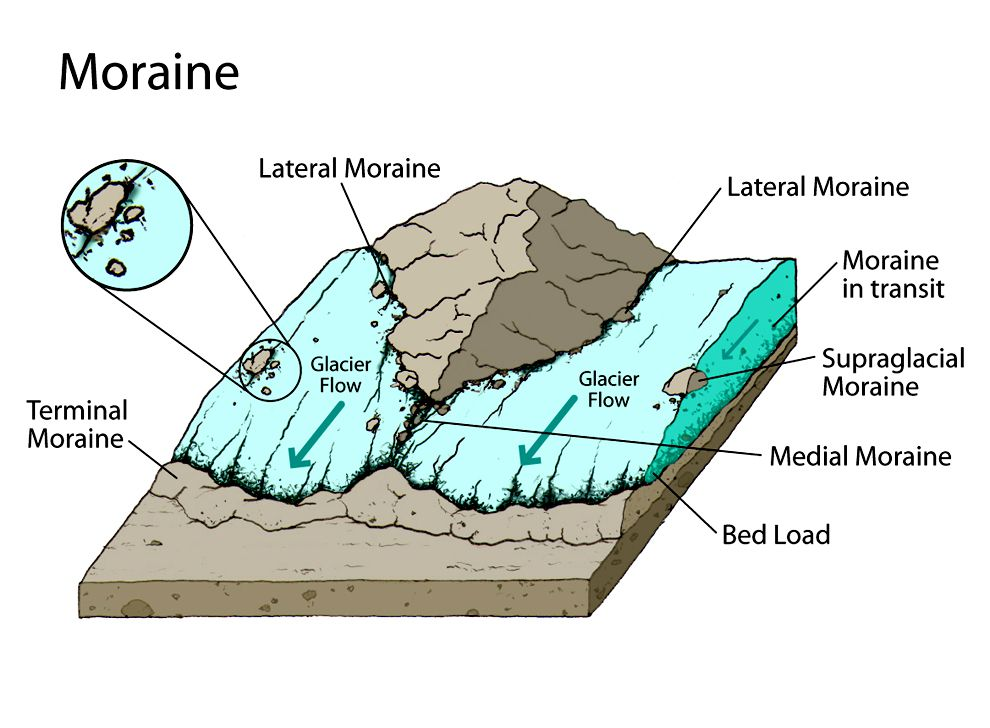 Moraine
Lateral Moraine
Lateral Moraine
Moraine
in transit
Glacier
Flow
Glacier
Flow
Supraglacial
Moraine
Terminal
Moraine
Medial Moraine
Bed Load